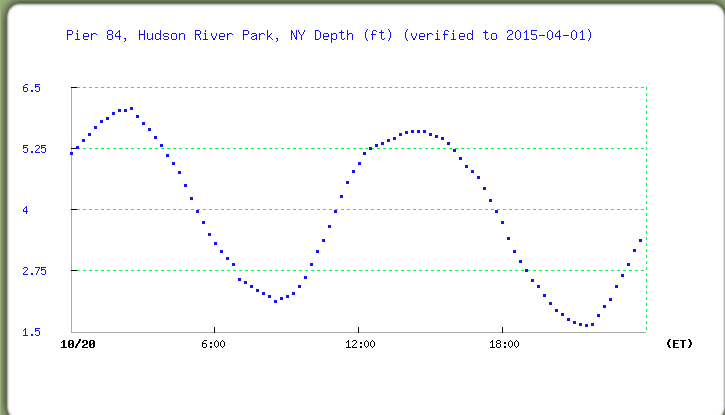 Pier 84, Hudson River Park, NY Depth (ft) (verified to 2015-04-01)
6.5
5.25
4
2.75
1.5
10/20 6:00 12:00 18:00 (ET)